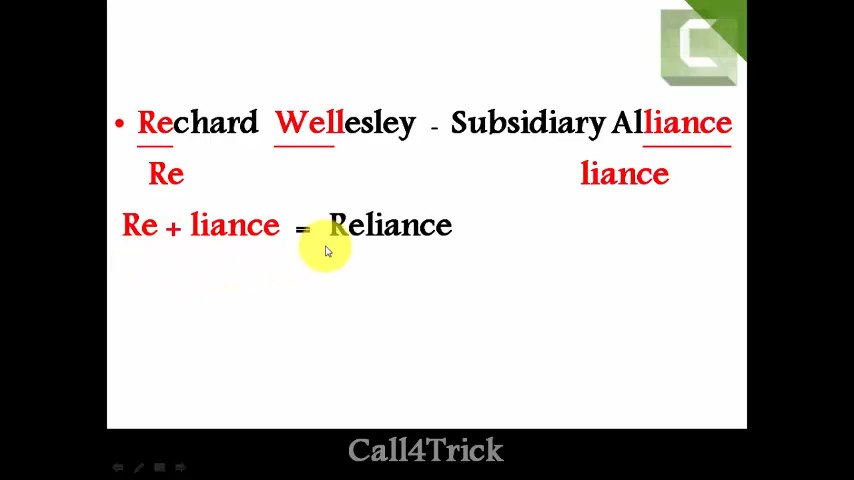 • Rechard Wellesley - Subsidiary Alliance
Re liance
Re + liance = Reliance
Call4Trick